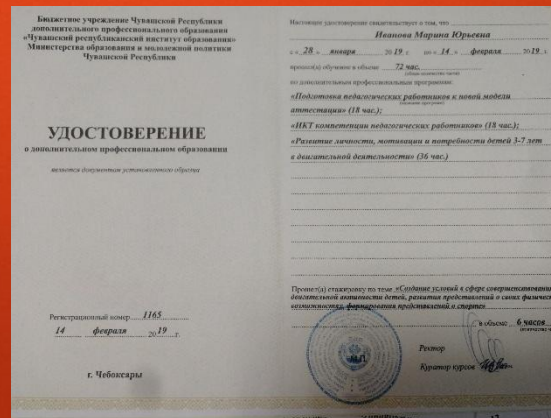 Бюджетное учреждение Чувашской Республики
дополнительного профессионального образования
«Чувашский республиканский институт образования»
Министерства образования и молодежной политики
Чувашской Республики
УДОСТОВЕРЕНИЕ
о дополнительном профессиональном образовании
является документом установленного образца
Регистрационный номер 1165
14 февраля 2019 г.
г. Чебоксары
Настоящее удостоверение свидетельствует о том, что
Иванова Марина Юрьевна
с « 28 » января 2019 г. по « 14 » февраля 2019 г.
прошел(а) обучение в объеме 72 час.
по дополнительным профессиональным программам:
«Подготовка педагогических работников к новой модели
аттестации» (18 час.);
«ИКТ компетенции педагогических работников» (18 час.);
«Развитие личности, мотивации и потребности детей 3-7 лет
в двигательной деятельности» (36 час.)
Прошел(а) стажировку по теме «Создание условий в сфере совершенствования
двигательной активности детей, развития представлений о своих физических
возможностях, формирования представлений о спорте»
в объеме 6 часов
М.П.
Ректор
Куратор курсов